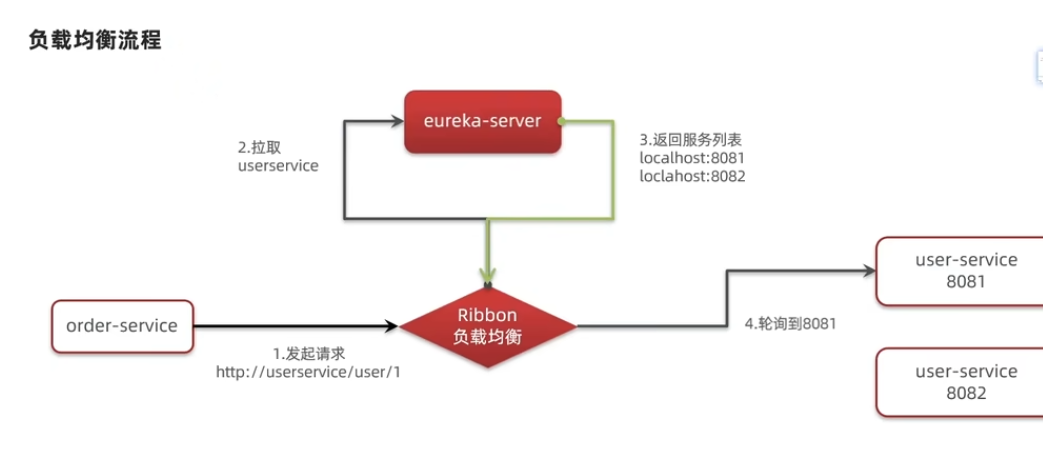 负载均衡流程
eureka-server
2.拉取
userservice
3.返回服务列表
localhost:8081
loclahost:8082
user-service
8081
Ribbon
负载均衡
order-service
4.轮询到8081
1.发起请求
http://userservice/user/1
user-service
8082